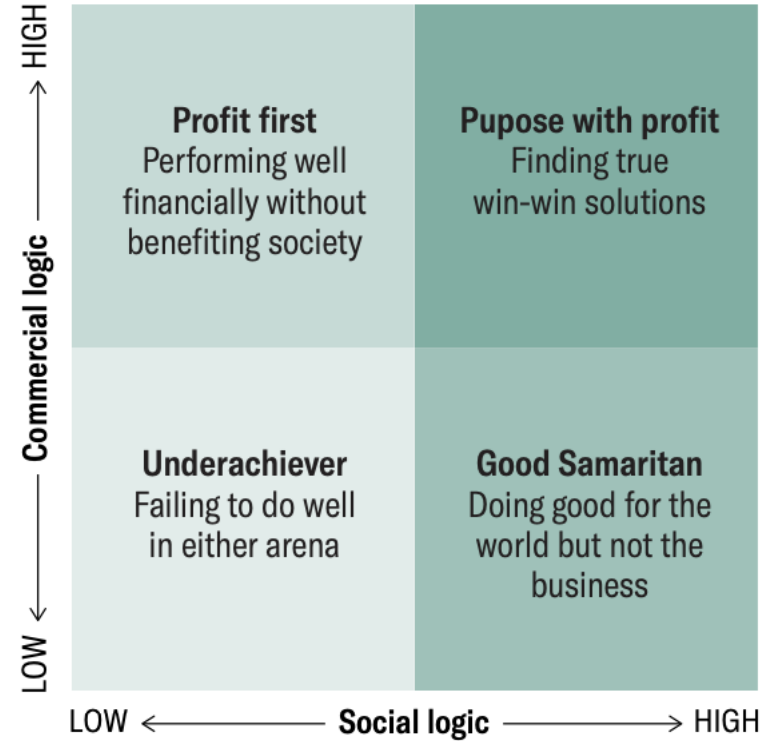 HIGH
Commercial logic
LOW
Profit first
Performing well
financially without
benefiting society
Pupose with profit
Finding true
win-win solutions
Underachiever
Failing to do well
in either arena
Good Samaritan
Doing good for the
world but not the
business
LOW
Social logic
HIGH